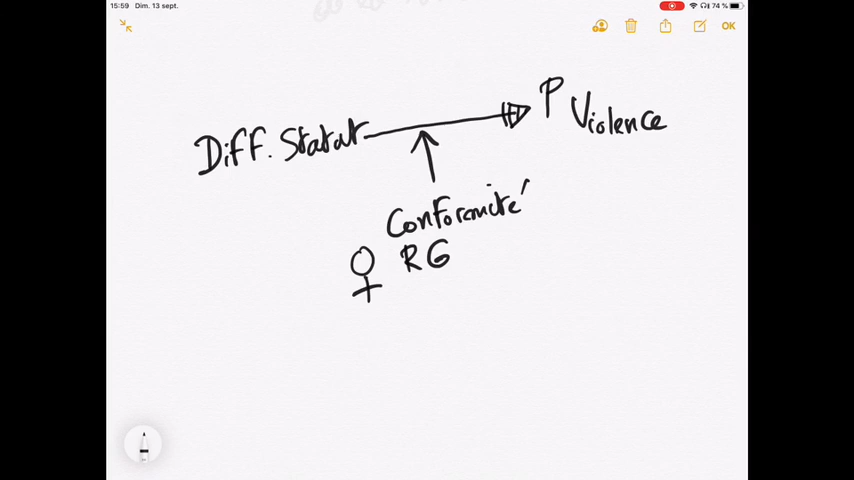 15:59 Dim. 13 sept. 74 %
OK
Diff. Statut P Violence
Conformité
♀ RG